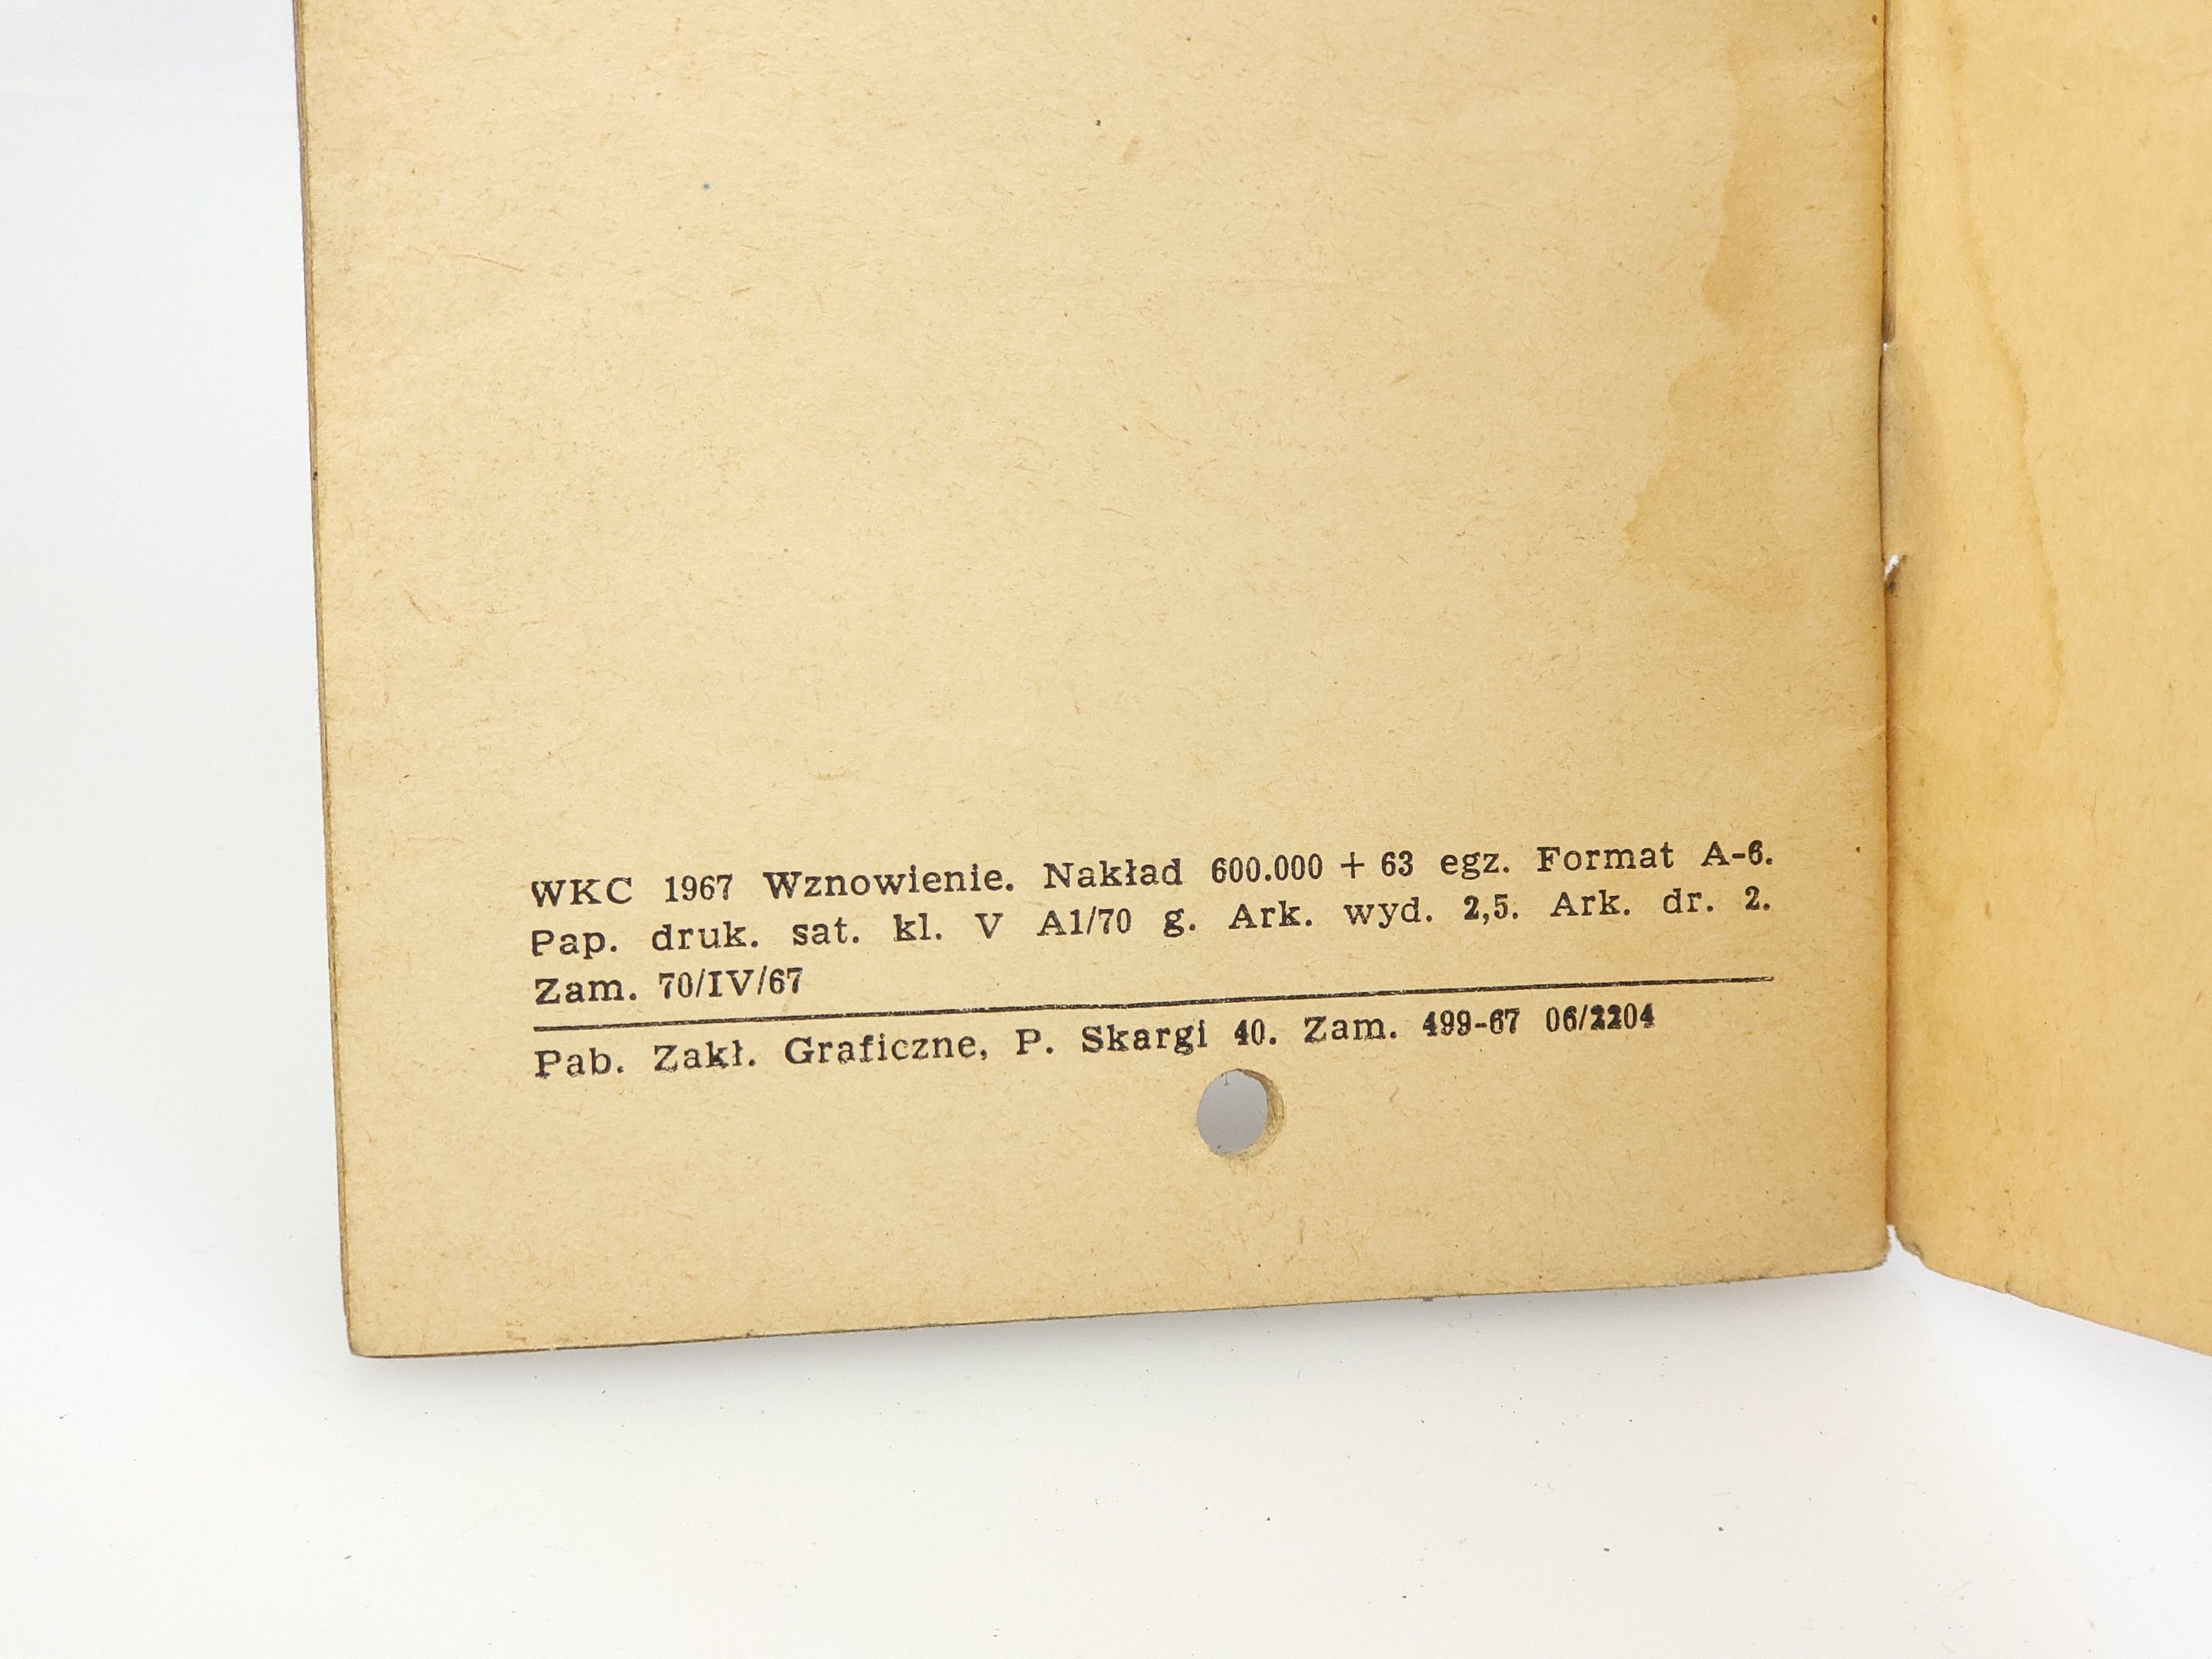 WKC 1967 Wznowienie. Nakład 600.000 + 63 egz. Format A-6.
Pap. druk. sat. kl. V A1/70 g. Ark. wyd. 2,5. Ark. dr. 2.
Zam. 70/IV/67
Pab. Zakł. Graficzne, P. Skargi 40. Zam. 499-67 06/2204